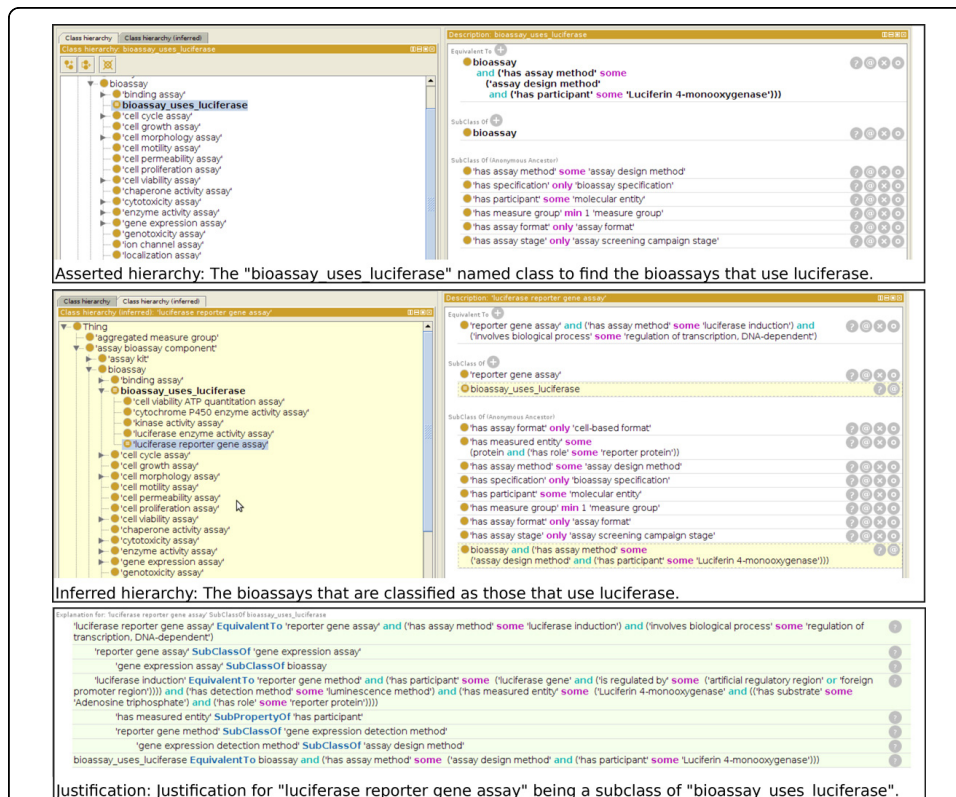 Class hierarchy Class hierarchy (inferred)
Class hierarchy: bioassay_uses_luciferase
bioassay
'binding assay'
bioassay_uses_luciferase
'cell cycle assay'
'cell growth assay'
'cell morphology assay'
'cell motility assay'
'cell permeability assay'
'cell proliferation assay'
'cell viability assay'
'chaperone activity assay'
'cytotoxicity assay'
'enzyme activity assay'
'gene expression assay'
'genotoxicity assay'
'ion channel assay'
'localization assay'
Description: bioassay_uses_luciferase
Equivalent To
bioassay
and ('has assay method' some
('assay design method'
and ('has participant' some 'Luciferin 4-monooxygenase')))
SubClass Of
bioassay
SubClass Of (Anonymous Ancestor)
'has assay method' some 'assay design method'
'has specification' only 'bioassay specification'
'has participant' some 'molecular entity'
'has measure group' min 1 'measure group'
'has assay format' only 'assay format'
'has assay stage' only 'assay screening campaign stage'
Asserted hierarchy: The "bioassay_uses_luciferase" named class to find the bioassays that use luciferase.
Class hierarchy Class hierarchy (inferred)
Class hierarchy (inferred): 'luciferase reporter gene assay'
Thing
'aggregated measure group'
'assay bioassay component'
'assay kit'
bioassay
'binding assay'
bioassay_uses_luciferase
'cell viability ATP quantitation assay'
'cytochrome P450 enzyme activity assay'
'kinase activity assay'
'luciferase enzyme activity assay'
'luciferase reporter gene assay'
'cell cycle assay'
'cell growth assay'
'cell morphology assay'
'cell motility assay'
'cell permeability assay'
'cell proliferation assay'
'cell viability assay'
'chaperone activity assay'
'cytotoxicity assay'
'enzyme activity assay'
'gene expression assay'
'genotoxicity assay'
Description: 'luciferase reporter gene assay'
Equivalent To
'reporter gene assay' and ('has assay method' some 'luciferase induction') and
('involves biological process' some 'regulation of transcription, DNA-dependent')
SubClass Of
'reporter gene assay'
bioassay_uses_luciferase
SubClass Of (Anonymous Ancestor)
'has assay format' only 'cell-based format'
'has measured entity' some
(protein and ('has role' some 'reporter protein'))
'has assay method' some 'assay design method'
'has specification' only 'bioassay specification'
'has participant' some 'molecular entity'
'has measure group' min 1 'measure group'
'has assay format' only 'assay format'
'has assay stage' only 'assay screening campaign stage'
bioassay and ('has assay method' some
('assay design method' and ('has participant' some 'Luciferin 4-monooxygenase')))
Inferred hierarchy: The bioassays that are classified as those that use luciferase.
Explanation for: 'luciferase reporter gene assay' SubClassOf bioassay_uses_luciferase
'luciferase reporter gene assay' EquivalentTo 'reporter gene assay' and ('has assay method' some 'luciferase induction') and ('involves biological process' some 'regulation of
transcription, DNA-dependent')
'reporter gene assay' SubClassOf 'gene expression assay'
'gene expression assay' SubClassOf bioassay
'luciferase induction' EquivalentTo 'reporter gene method' and ('has participant' some ('luciferase gene' and ('is regulated by' some ('artificial regulatory region' or 'foreign
promoter region')))) and ('has detection method' some 'luminescence method') and ('has measured entity' some ('Luciferin 4-monooxygenase' and (('has substrate' some
'Adenosine triphosphate') and ('has role' some 'reporter protein'))))
'has measured entity' SubPropertyOf 'has participant'
'reporter gene method' SubClassOf 'gene expression detection method'
'gene expression detection method' SubClassOf 'assay design method'
bioassay_uses_luciferase EquivalentTo bioassay and ('has assay method' some ('assay design method' and ('has participant' some 'Luciferin 4-monooxygenase')))
Justification: Justification for "luciferase reporter gene assay" being a subclass of "bioassay_uses_luciferase".